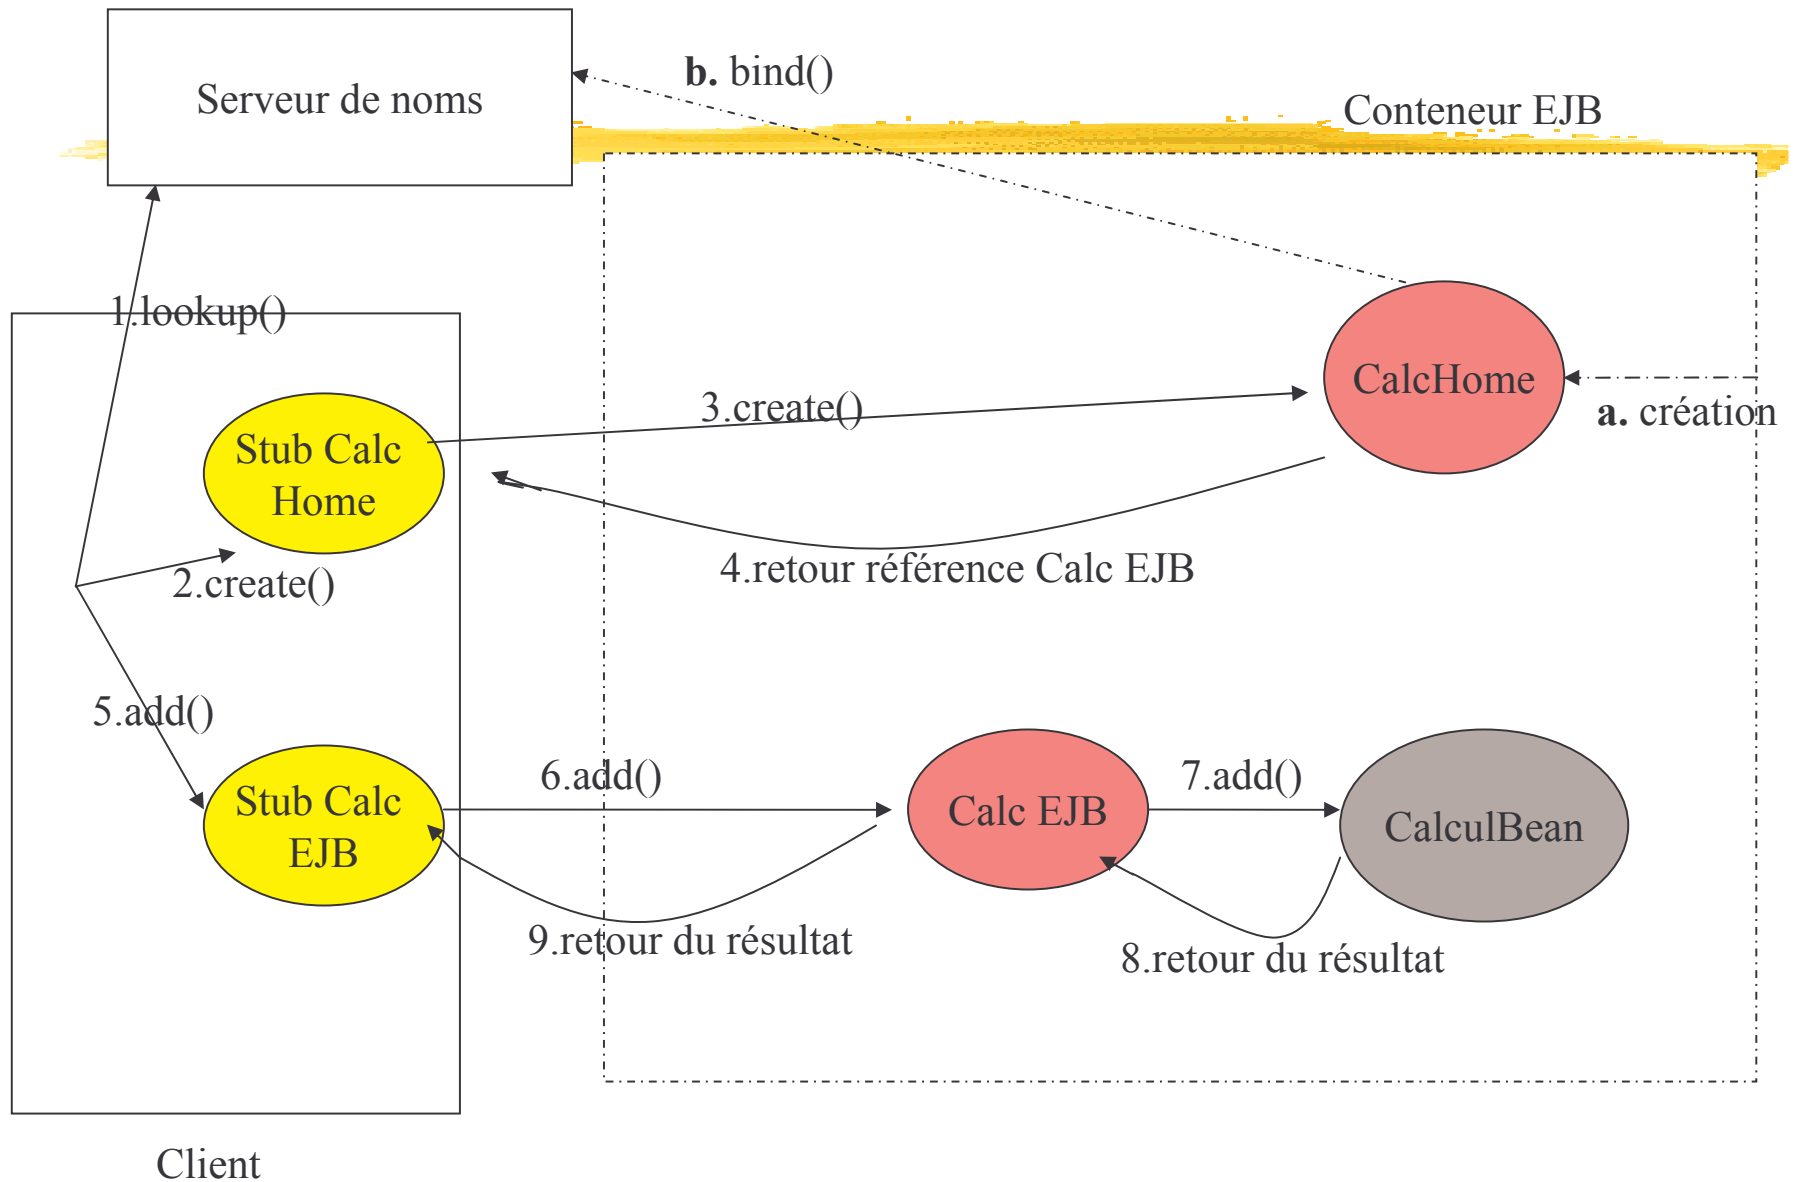 b. bind()
Serveur de noms
Conteneur EJB
1.lookup()
CalcHome
3.create()
a. création
Stub Calc
Home
4.retour référence Calc EJB
2.create()
5.add()
6.add()
7.add()
Stub Calc
EJB
Calc EJB
CalculBean
9.retour du résultat
8.retour du résultat
Client